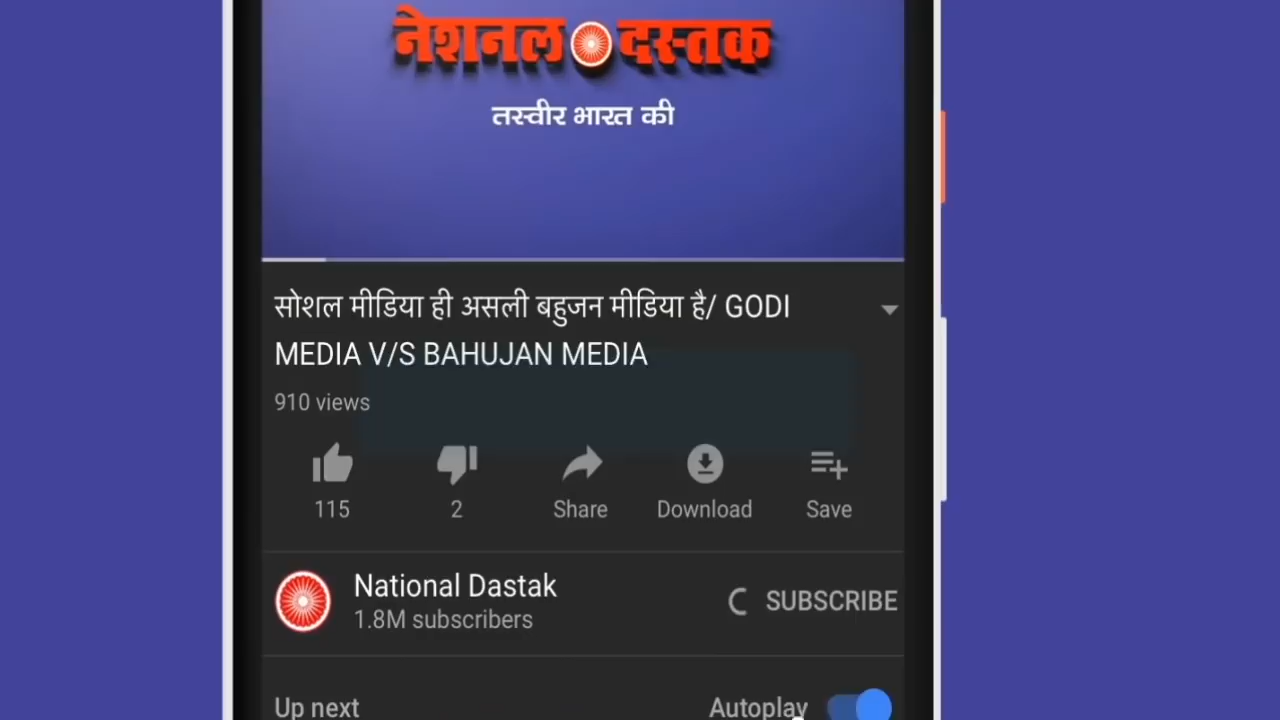 नेशनल दस्तक
तस्वीर भारत की
सोशल मीडिया ही असली बहुजन मीडिया है/ GODI
MEDIA V/S BAHUJAN MEDIA
910 views
115 2 Share Download Save
National Dastak
1.8M subscribers
SUBSCRIBE
Up next Autoplay